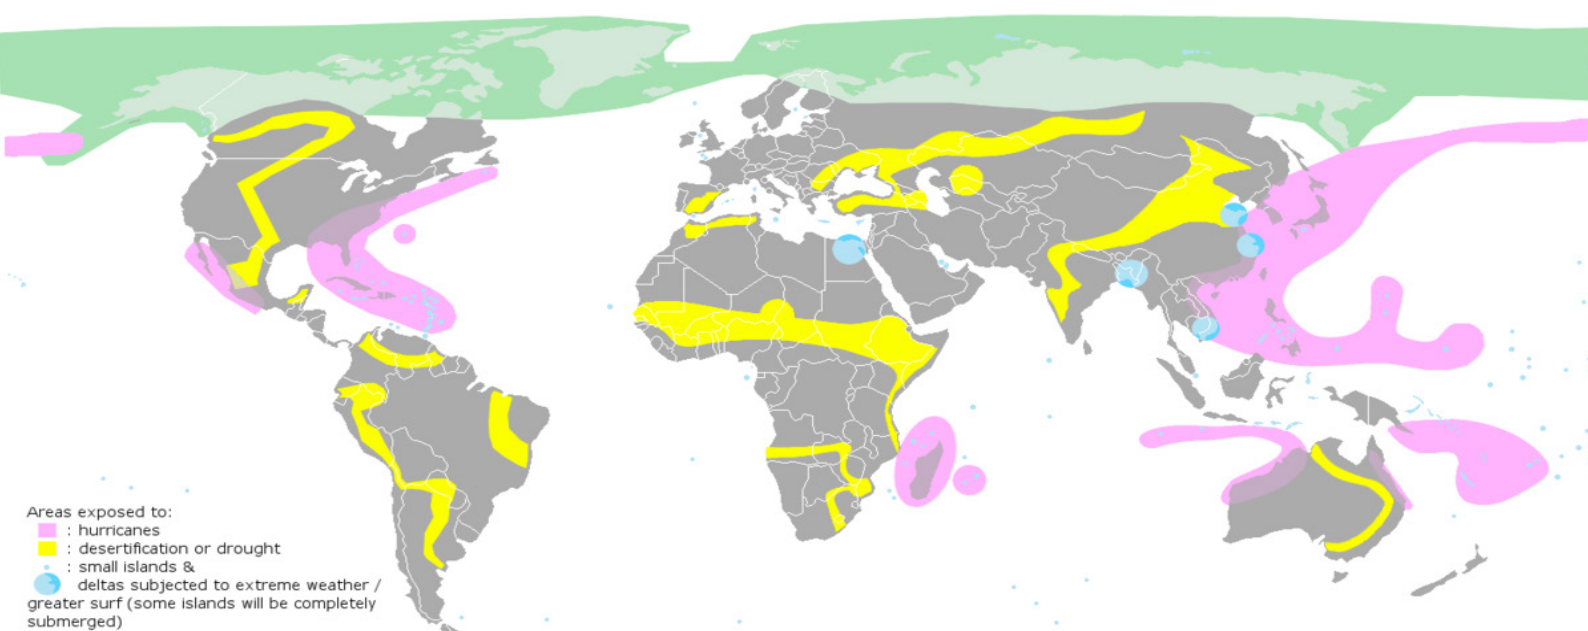 Areas exposed to:
: hurricanes
: desertification or drought
: small islands &
deltas subjected to extreme weather /
greater surf (some islands will be completely
submerged)